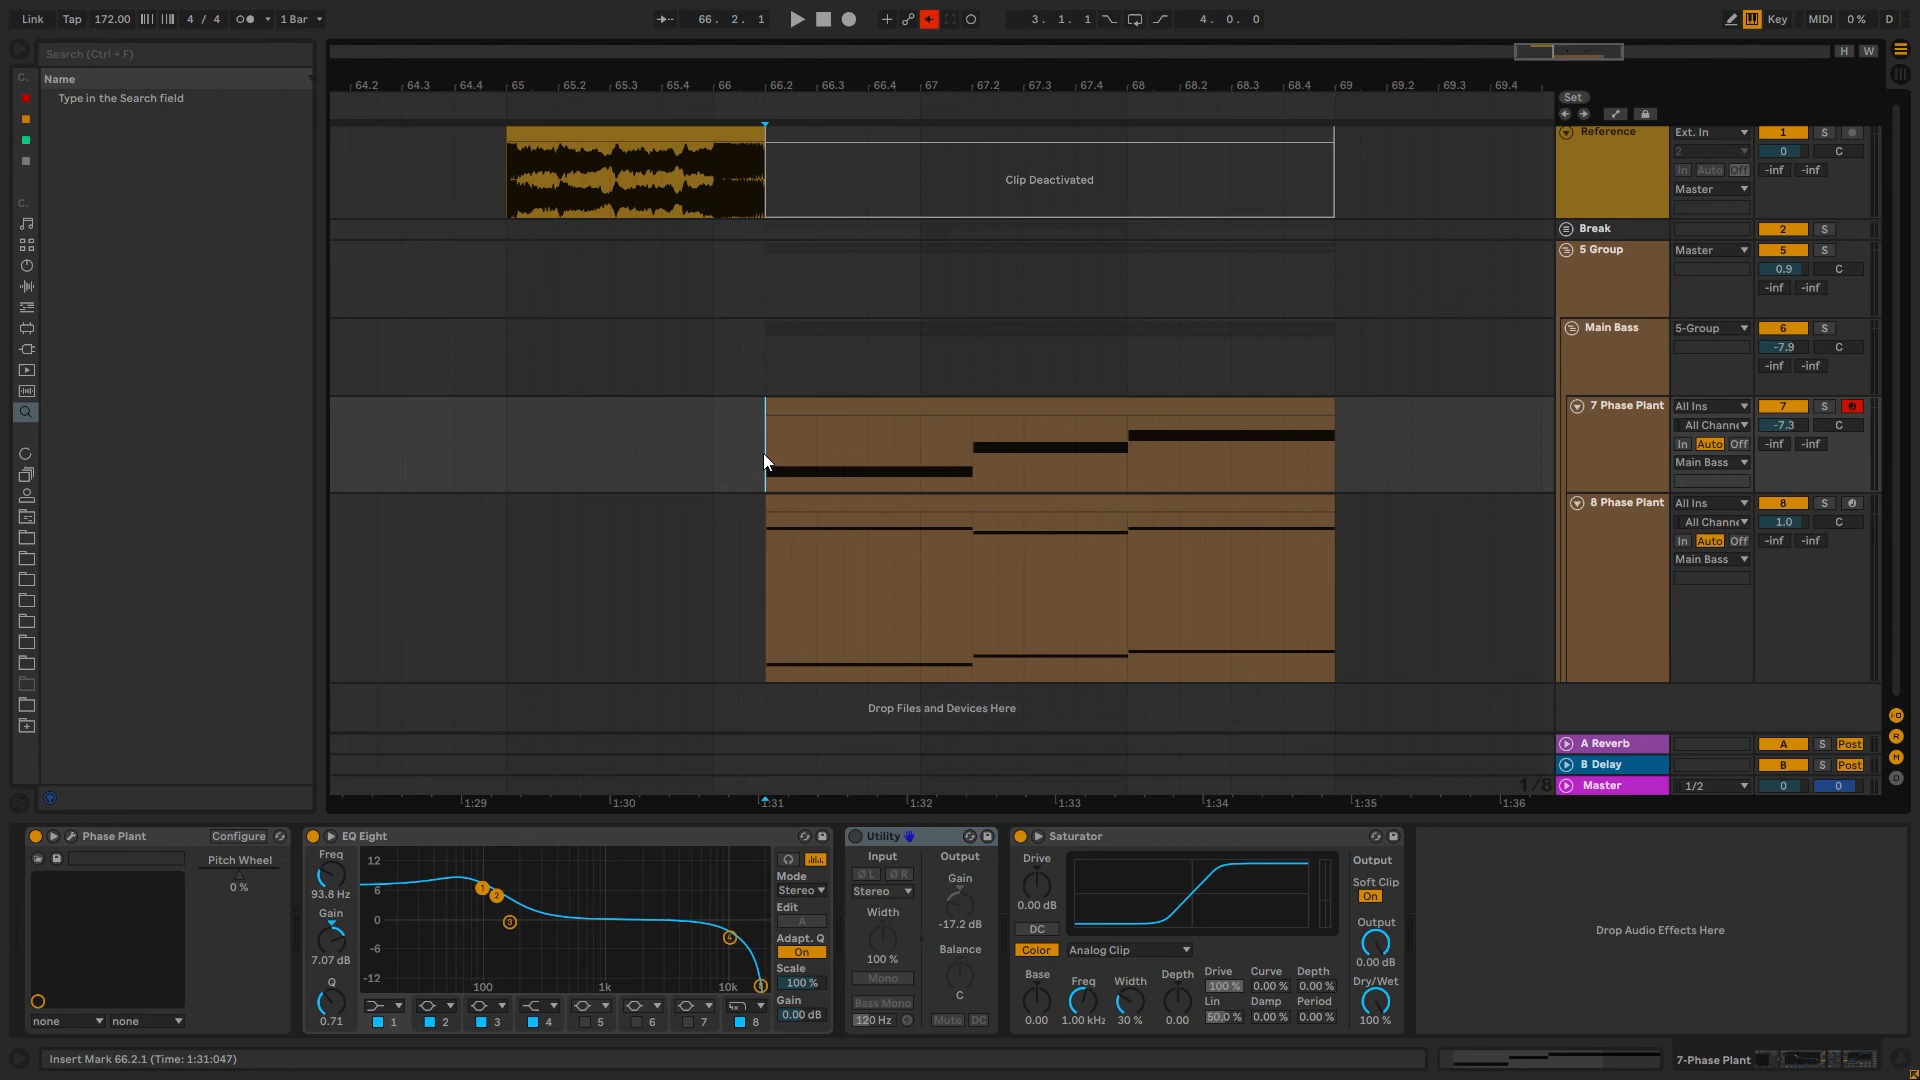 Link Tap 172.00 4 / 4 1 Bar 66. 2. 1 3. 1. 1 4. 0. 0 Key MIDI 0 % D
Search (Ctrl + F)
H W
C. Name
Type in the Search field
64.2 64.3 64.4 65 65.2 65.3 65.4 66 66.2 66.3 66.4 67 67.2 67.3 67.4 68 68.2 68.3 68.4 69 69.2 69.3 69.4
Set
Reference Ext. In 1 S
2 0 C
In Auto Off -inf -inf
Clip Deactivated
Master
C.
Break 2 S
5 Group Master 5 S
0.9 C
-inf -inf
Main Bass 5-Group 6 S
-7.9 C
-inf -inf
7 Phase Plant All Ins 7 S
All Channe -7.3 C
In Auto Off -inf -inf
Main Bass
8 Phase Plant All Ins 8 S
All Channe 1.0 C
In Auto Off -inf -inf
Main Bass
Drop Files and Devices Here
A Reverb A S Post
B Delay B S Post
1/8 Master 1/2 0 0
1:29 1:30 1:31 1:32 1:33 1:34 1:35 1:36
I-O
R
M
D
Phase Plant Configure
Pitch Wheel
0 %
none none
EQ Eight
Freq
93.8 Hz
Gain
7.07 dB
Q
0.71
12
6
0
-6
-12
100 1k 10k
1 2 3 4
1 2 3 4 5 6 7 8
Mode
Stereo
Edit
A
Adapt. Q
On
Scale
100 %
Gain
0.00 dB
Utility
Input Output
Ø L Ø R Gain
Stereo
Width -17.2 dB
Balance
100 %
Mono
C
Bass Mono
120 Hz Mute DC
Saturator
Drive
0.00 dB
DC
Color Analog Clip
Base Freq Width Depth Drive Curve Depth
100 % 0.00 % 0.00 %
Lin Damp Period
0.00 1.00 kHz 30 % 0.00 50.0 % 0.00 % 0.00 %
Output
Soft Clip
On
Output
0.00 dB
Dry/Wet
100 %
Drop Audio Effects Here
Insert Mark 66.2.1 (Time: 1:31:047)
7-Phase Plant